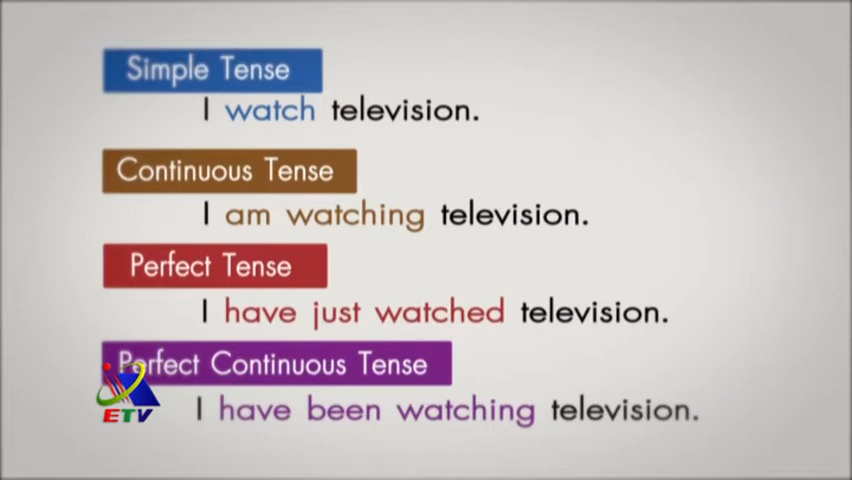 Simple Tense
I watch television.
Continuous Tense
I am watching television.
Perfect Tense
I have just watched television.
Perfect Continuous Tense
I have been watching television.
ETV